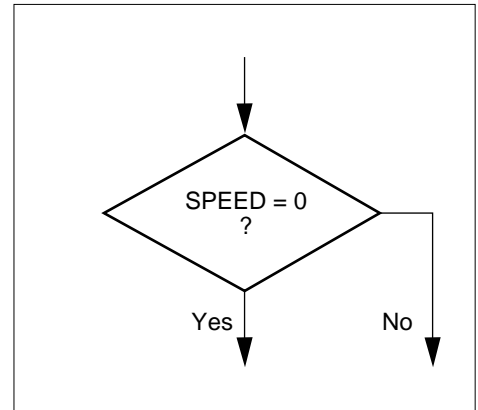 SPEED = 0
?
Yes
No